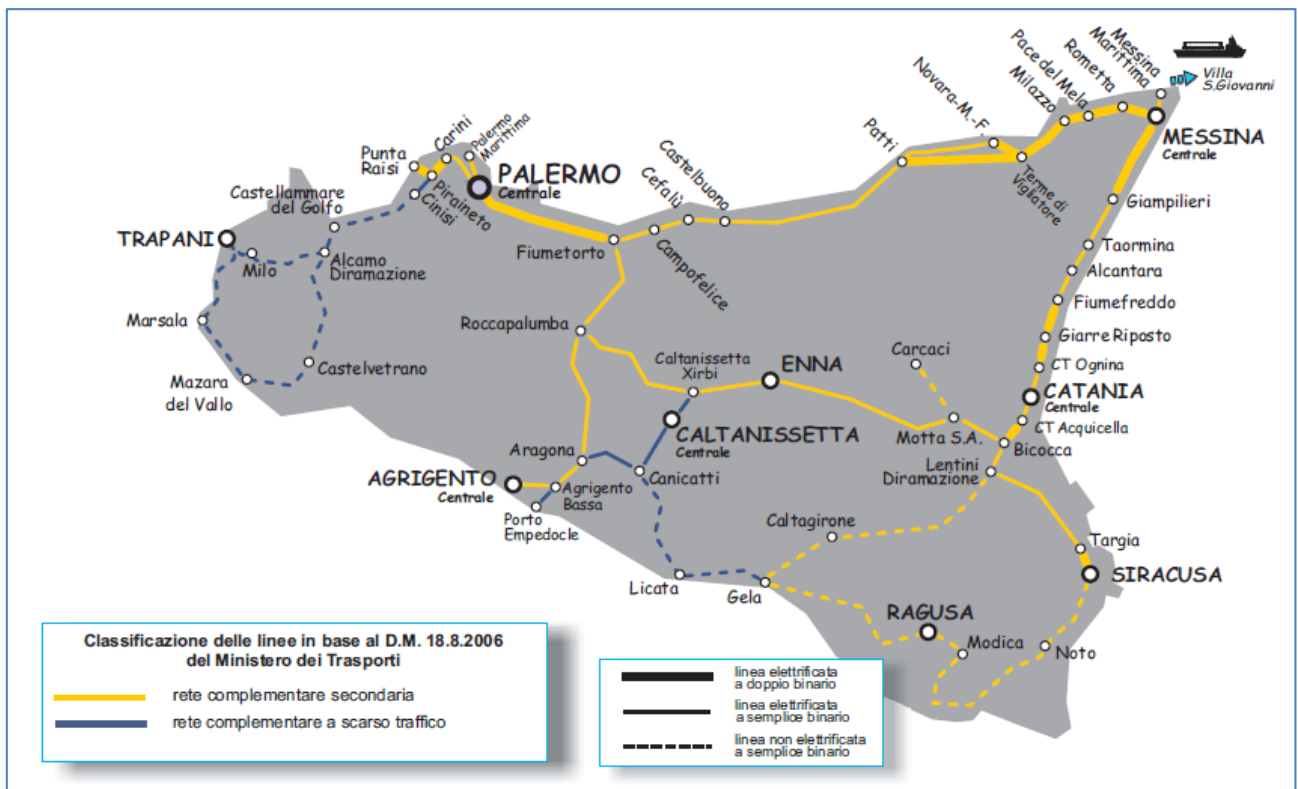 Messina
Marittima
Rometta
Pace del Mela
Milazzo
Novara-M.-F.
Villa
S.Giovanni
MESSINA
Centrale
Patti
Terme di
Vigliatore
Carini
Palermo
Marittima
Punta
Raisi
PALERMO
Centrale
Piraineto
Cinisi
Castelbuono
Cefalù
Castellammare
del Golfo
Giampilieri
TRAPANI
Milo
Alcamo
Diramazione
Fiumetorto
Campofelice
Taormina
Alcantara
Fiumefreddo
Marsala
Roccapalumba
Giarre Riposto
Carcaci
Castelvetrano
Caltanissetta
Xirbi
ENNA
CT Ognina
Mazara
del Vallo
CATANIA
Centrale
CT Acquicella
CALTANISSETTA
Centrale
Motta S.A.
Bicocca
Aragona
Canicatti
Lentini
Diramazione
AGRIGENTO
Centrale
Agrigento
Bassa
Porto
Empedocle
Caltagirone
Targia
SIRACUSA
Licata
Gela
RAGUSA
Modica
Noto
Classificazione delle linee in base al D.M. 18.8.2006
del Ministero dei Trasporti
rete complementare secondaria
rete complementare a scarso traffico
linea elettrificata
a doppio binario
linea elettrificata
a semplice binario
linea non elettrificata
a semplice binario